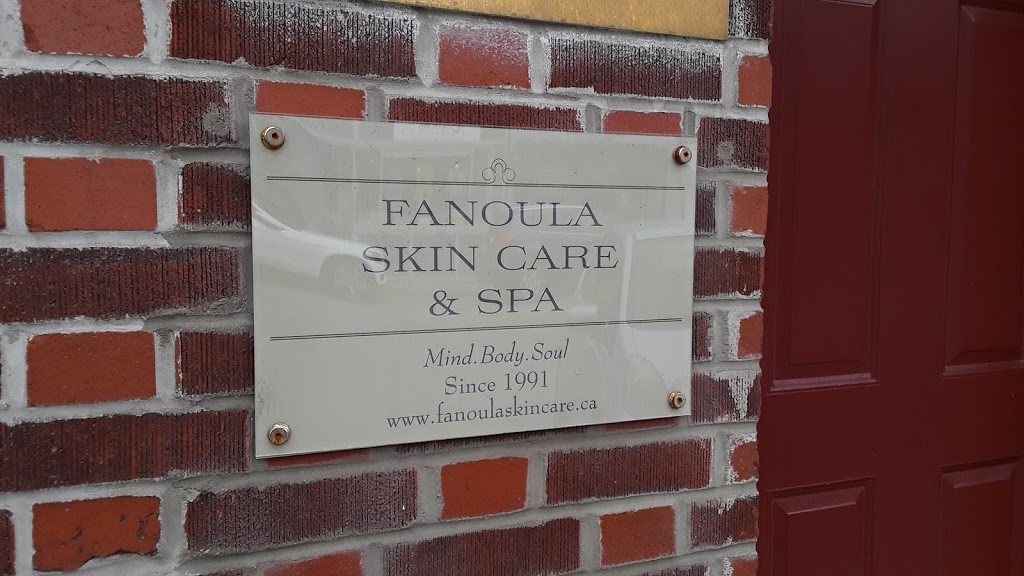 FANOULA
SKIN CARE
& SPA
Mind.Body.Soul
Since 1991
www.fanoulaskincare.ca